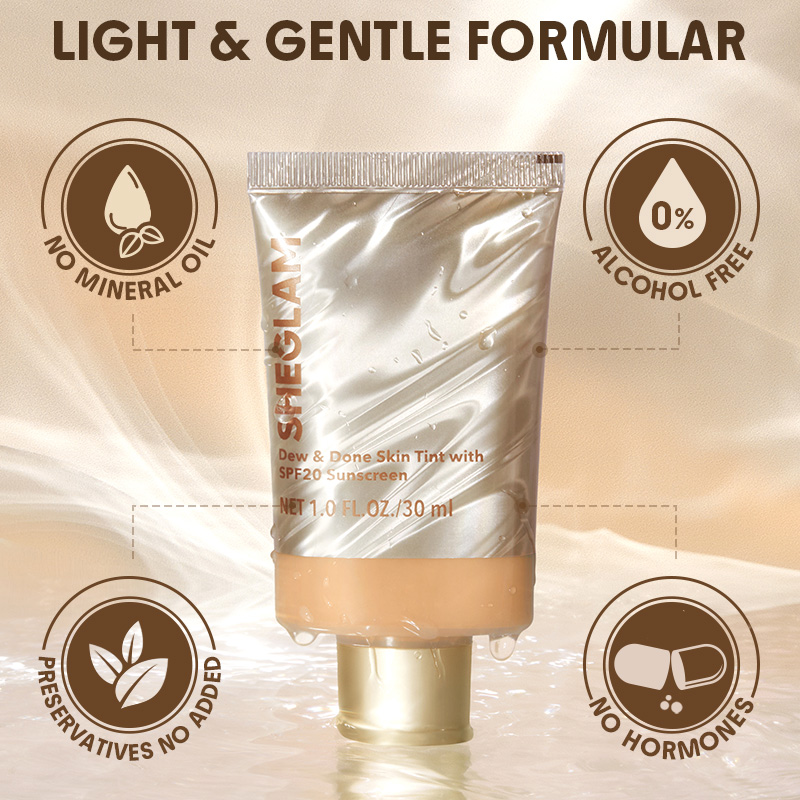 LIGHT & GENTLE FORMULAR
NO MINERAL OIL
0%
ALCOHOL FREE
SHEGLAM
Dew & Done Skin Tint with
SPF20 Sunscreen
NET 1.0 FL.OZ./30 ml
PRESERVATIVES NO ADDED
NO HORMONES